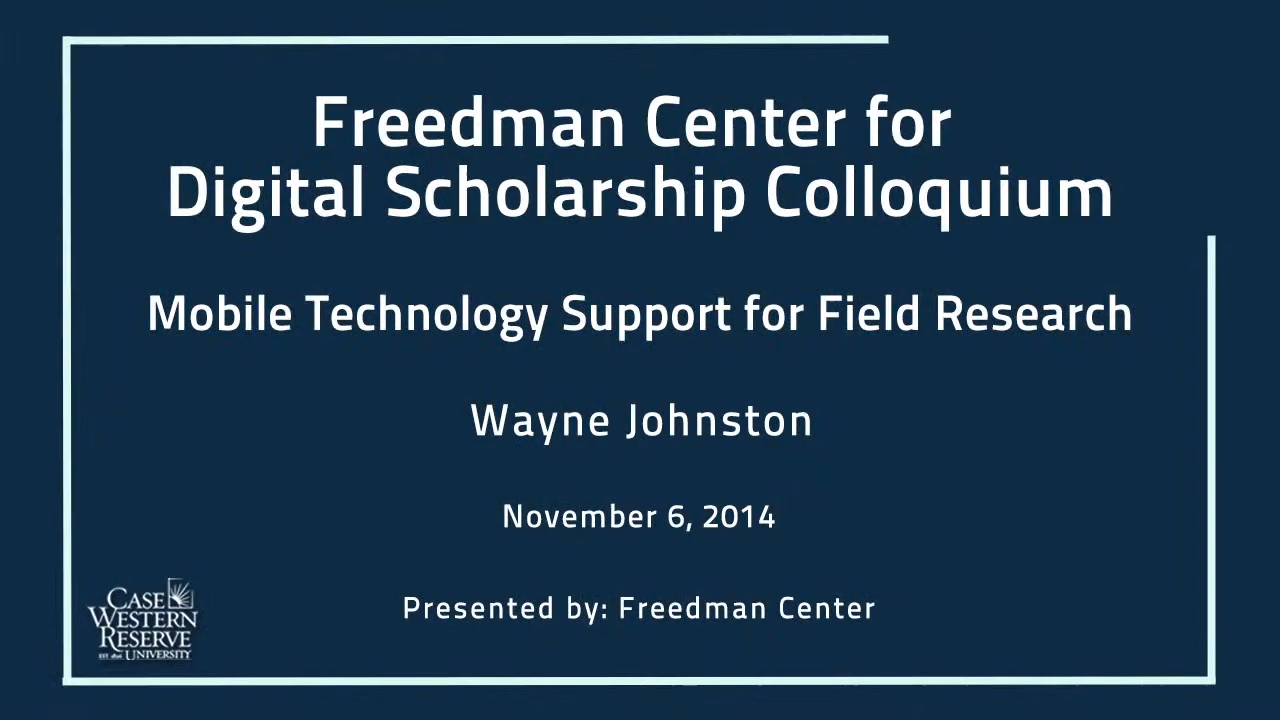 Freedman Center for
Digital Scholarship Colloquium
Mobile Technology Support for Field Research
Wayne Johnston
November 6, 2014
Presented by: Freedman Center
CASE
WESTERN
RESERVE
UNIVERSITY